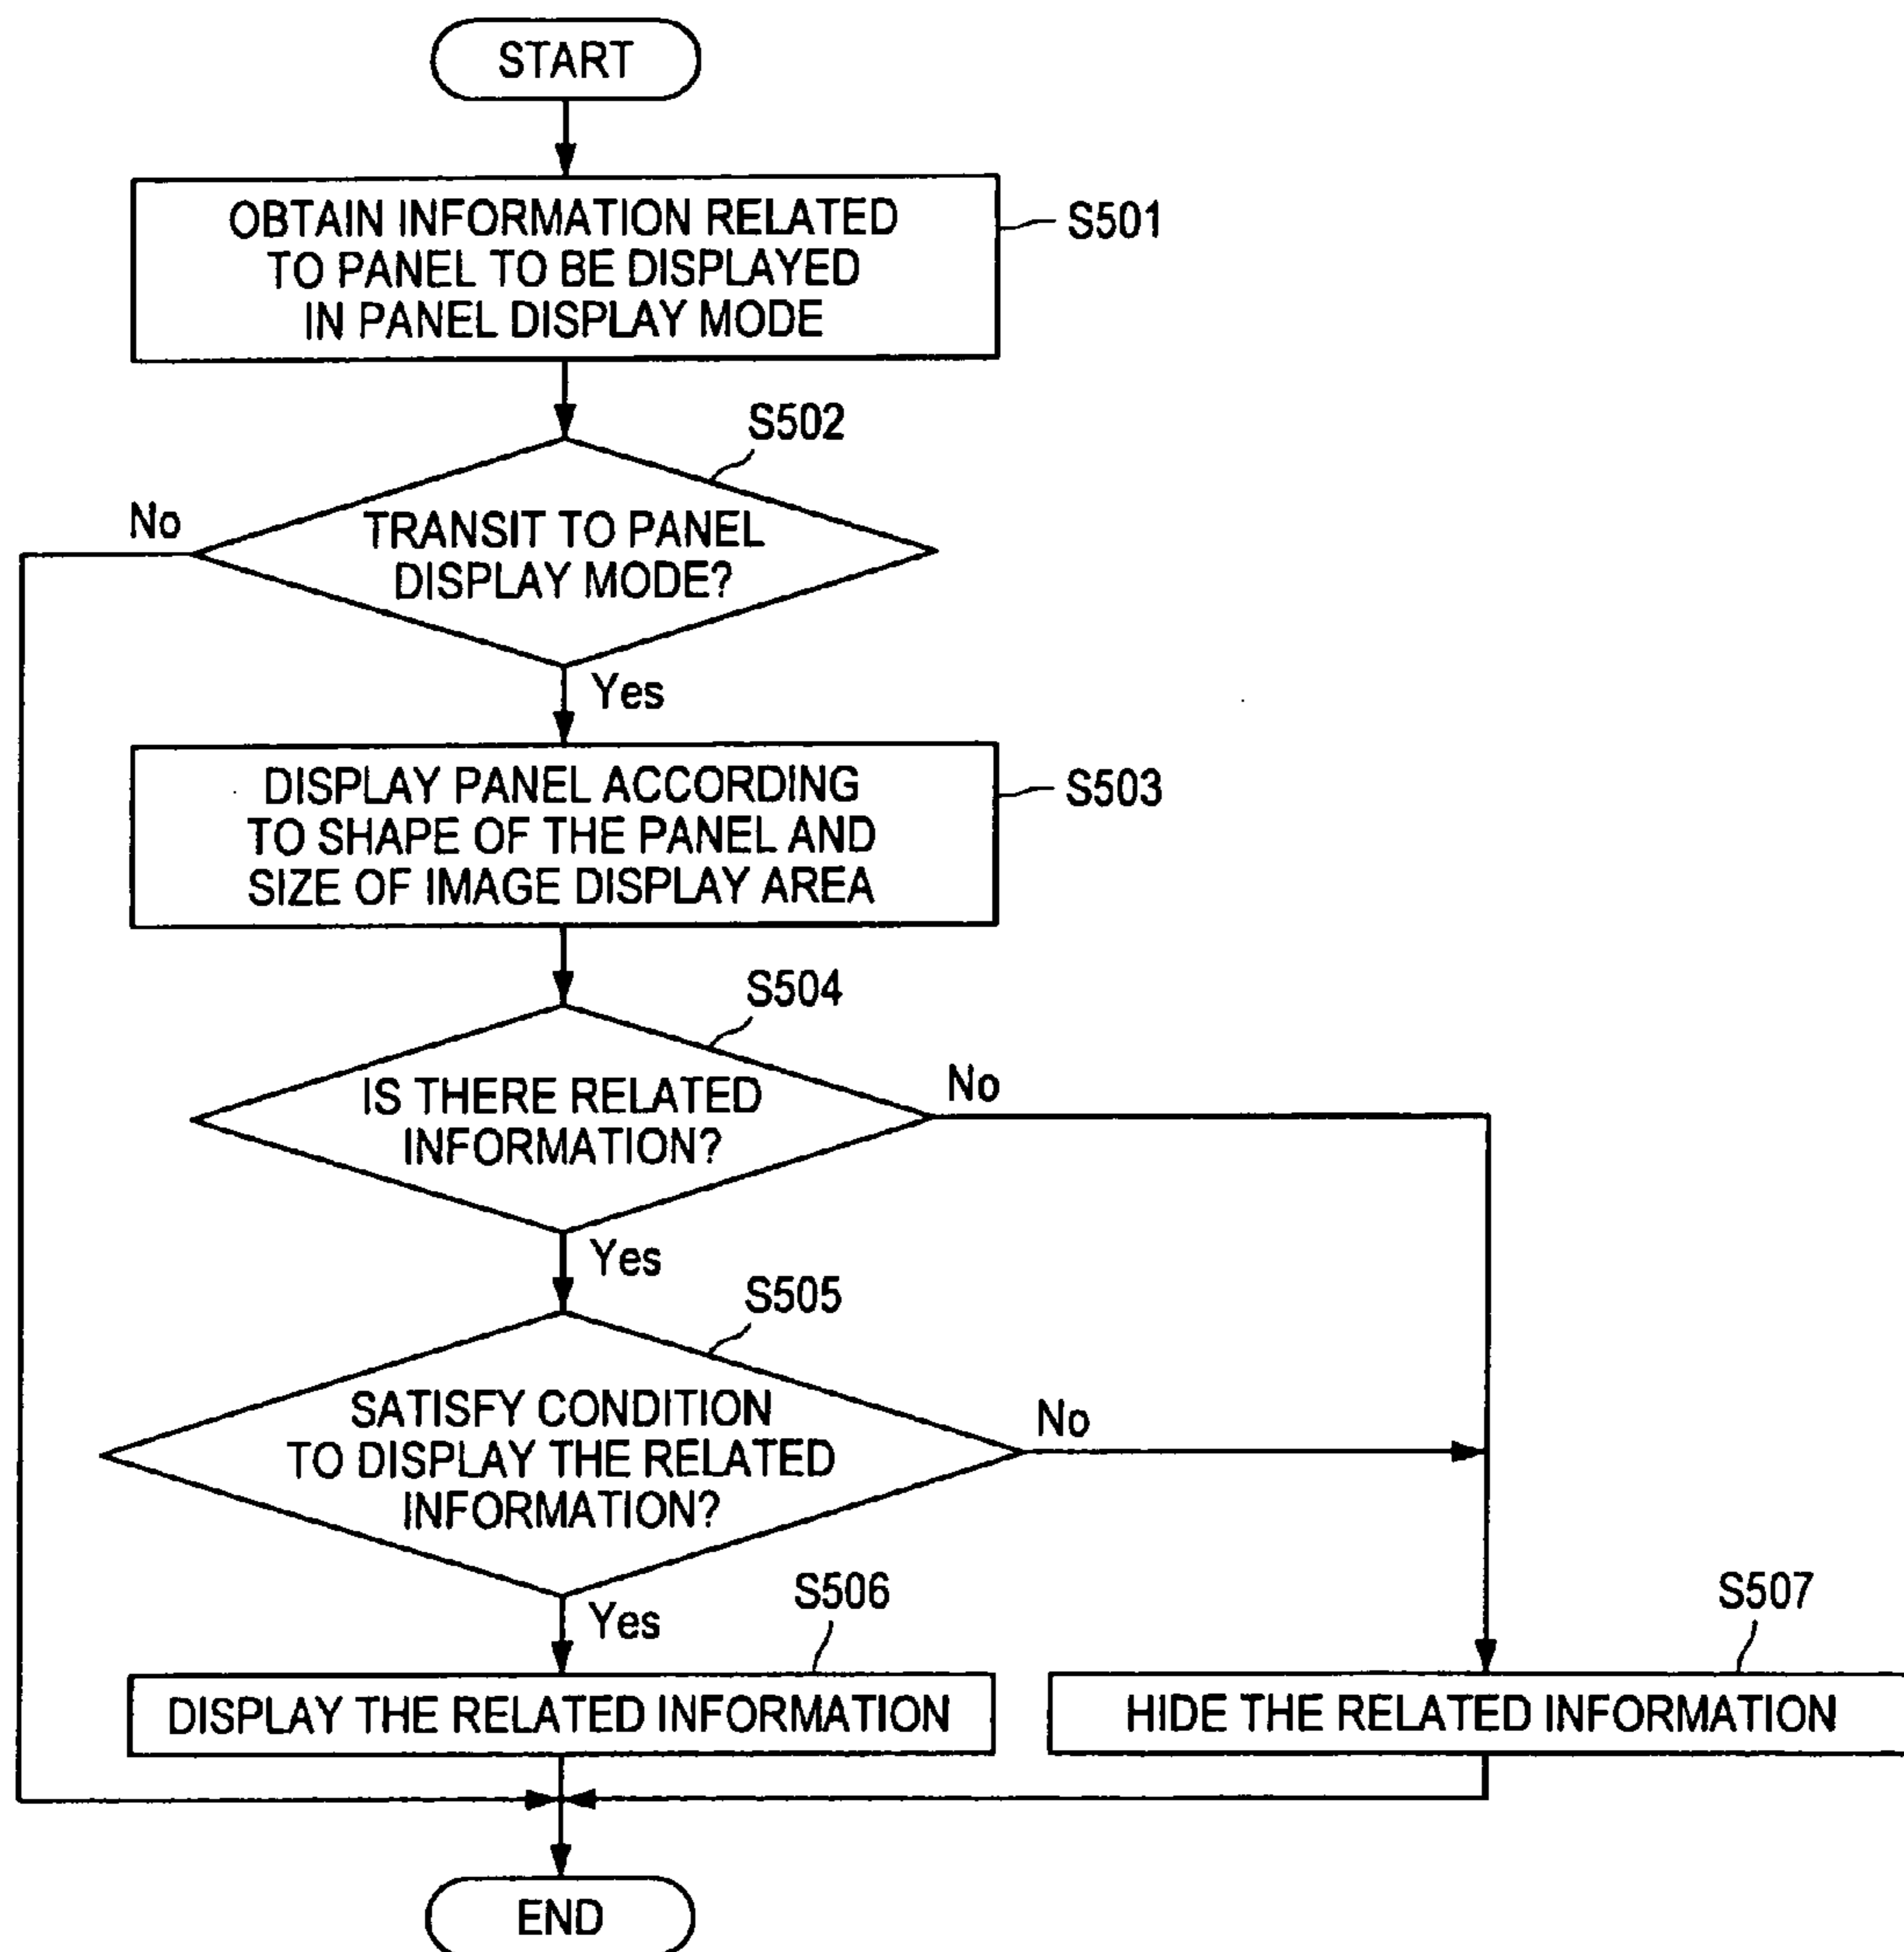 START
OBTAIN INFORMATION RELATED
TO PANEL TO BE DISPLAYED
IN PANEL DISPLAY MODE
S501
S502
No
TRANSIT TO PANEL
DISPLAY MODE?
Yes
DISPLAY PANEL ACCORDING
TO SHAPE OF THE PANEL AND
SIZE OF IMAGE DISPLAY AREA
S503
S504
IS THERE RELATED
INFORMATION?
No
Yes
S505
SATISFY CONDITION
TO DISPLAY THE RELATED
INFORMATION?
No
Yes
S506
S507
DISPLAY THE RELATED INFORMATION
HIDE THE RELATED INFORMATION
END